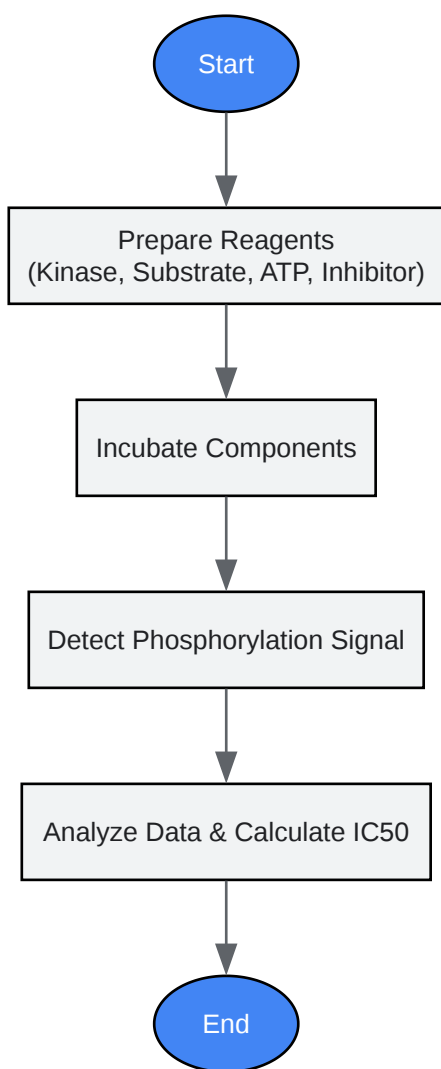 Start
Prepare Reagents
(Kinase, Substrate, ATP, Inhibitor)
Incubate Components
Detect Phosphorylation Signal
Analyze Data & Calculate IC50
End